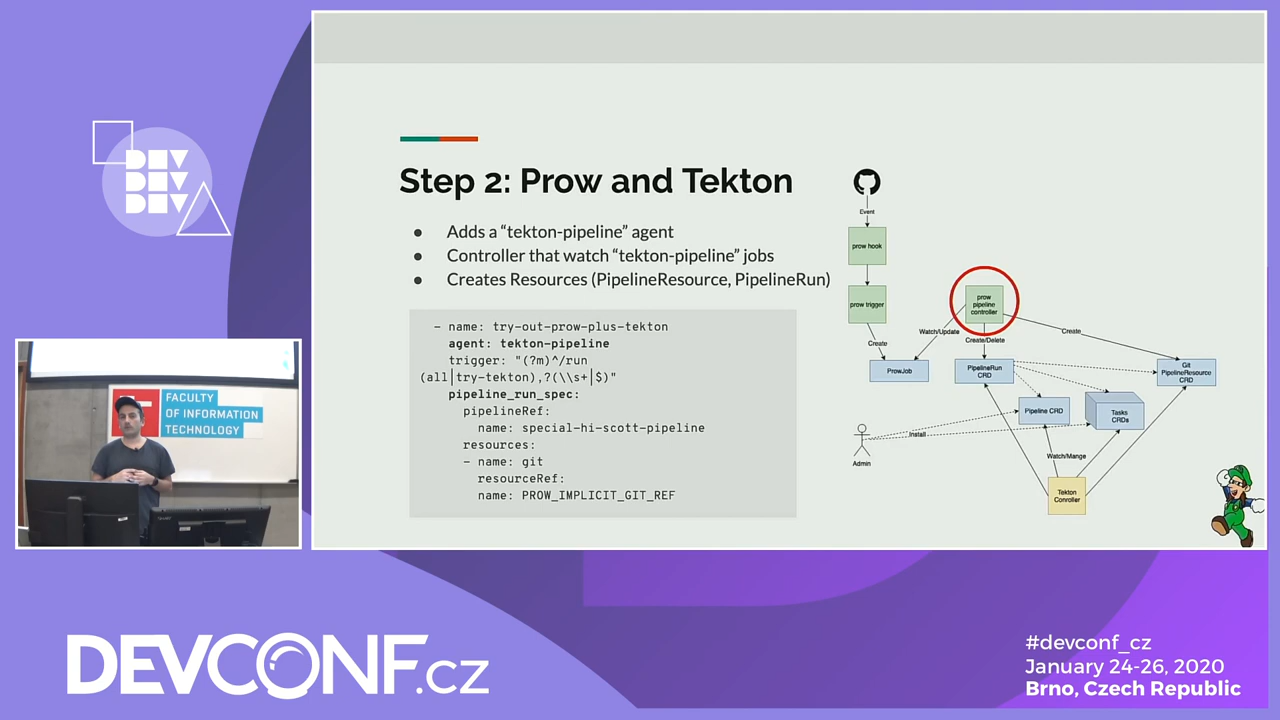 DEV
DEV
DEV
Step 2: Prow and Tekton
● Adds a “tekton-pipeline” agent
● Controller that watch “tekton-pipeline” jobs
● Creates Resources (PipelineResource, PipelineRun)
- name: try-out-prow-plus-tekton
agent: tekton-pipeline
trigger: "(?m)^/run
(all|try-tekton),?(\\s+|$)"
pipeline_run_spec:
pipelineRef:
name: special-hi-scott-pipeline
resources:
- name: git
resourceRef:
name: PROW_IMPLICIT_GIT_REF
Event
prow hook
prow trigger
Create
ProwJob
prow
pipeline
controller
Watch/Update
Create/Delete
Create
PipelineRun
CRD
Git
PipelineResource
CRD
Pipeline CRD
Tasks
CRDs
Install
Admin
Watch/Mange
Tekton
Controller
FACULTY
OF INFORMATION
TECHNOLOGY
DEVCONF.cz
#devconf_cz
January 24-26, 2020
Brno, Czech Republic